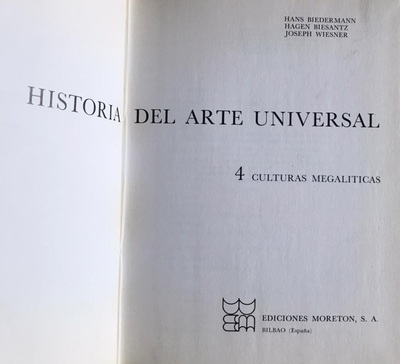 HANS BIEDERMANN
HAGEN BIESANTZ
JOSEPH WIESNER
HISTORIA DEL ARTE UNIVERSAL
4 CULTURAS MEGALITICAS
EDICIONES MORETON, S. A.
BILBAO (España)